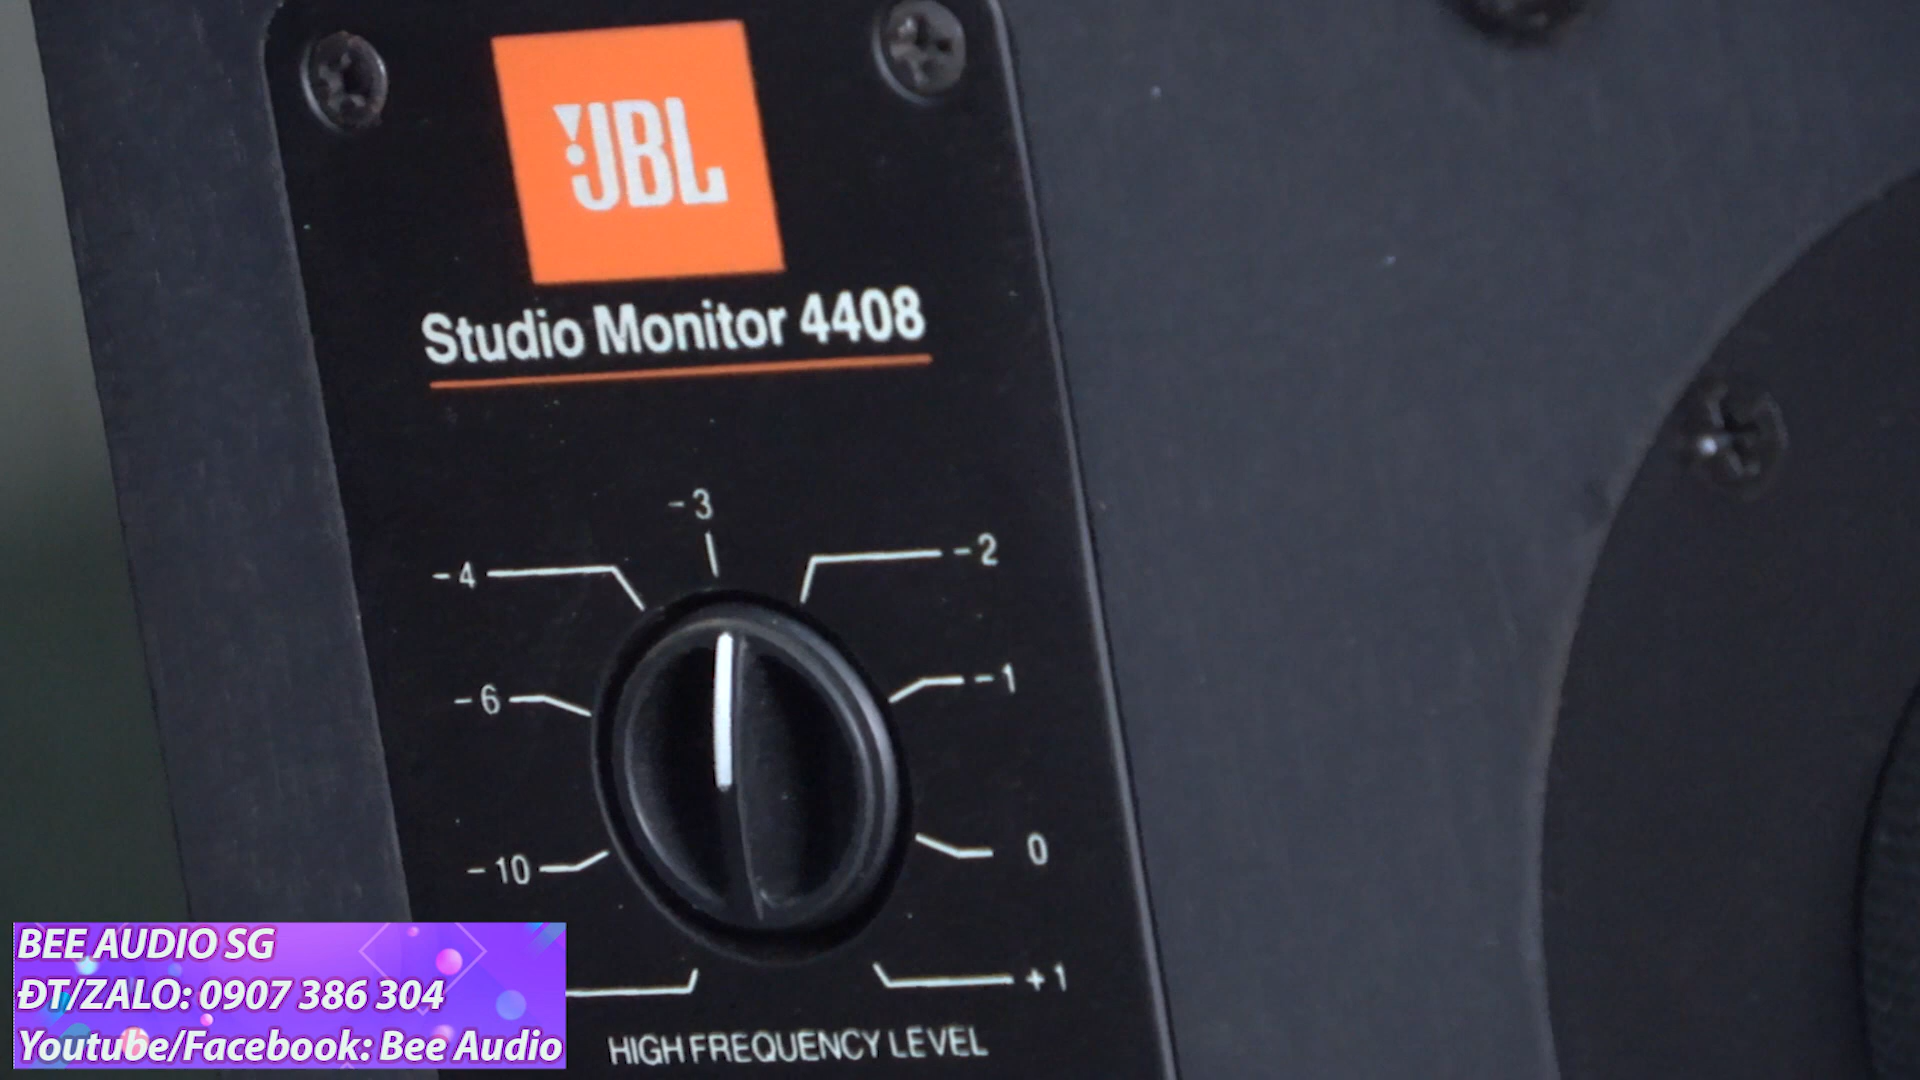 JBL
Studio Monitor 4408
-3
-4
-2
-6
-1
-10
0
+1
HIGH FREQUENCY LEVEL
BEE AUDIO SG
ĐT/ZALO: 0907 386 304
Youtube/Facebook: Bee Audio